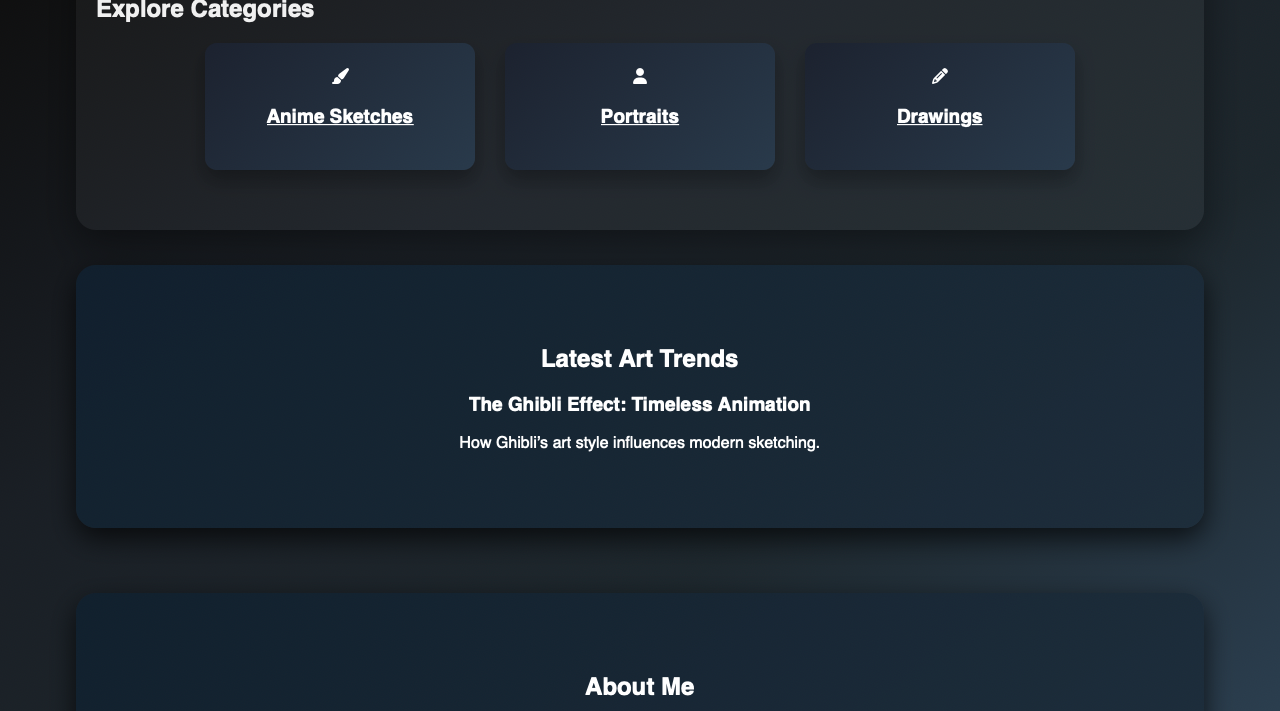 Explore Categories
Anime Sketches
Portraits
Drawings
Latest Art Trends
The Ghibli Effect: Timeless Animation
How Ghibli’s art style influences modern sketching.
About Me